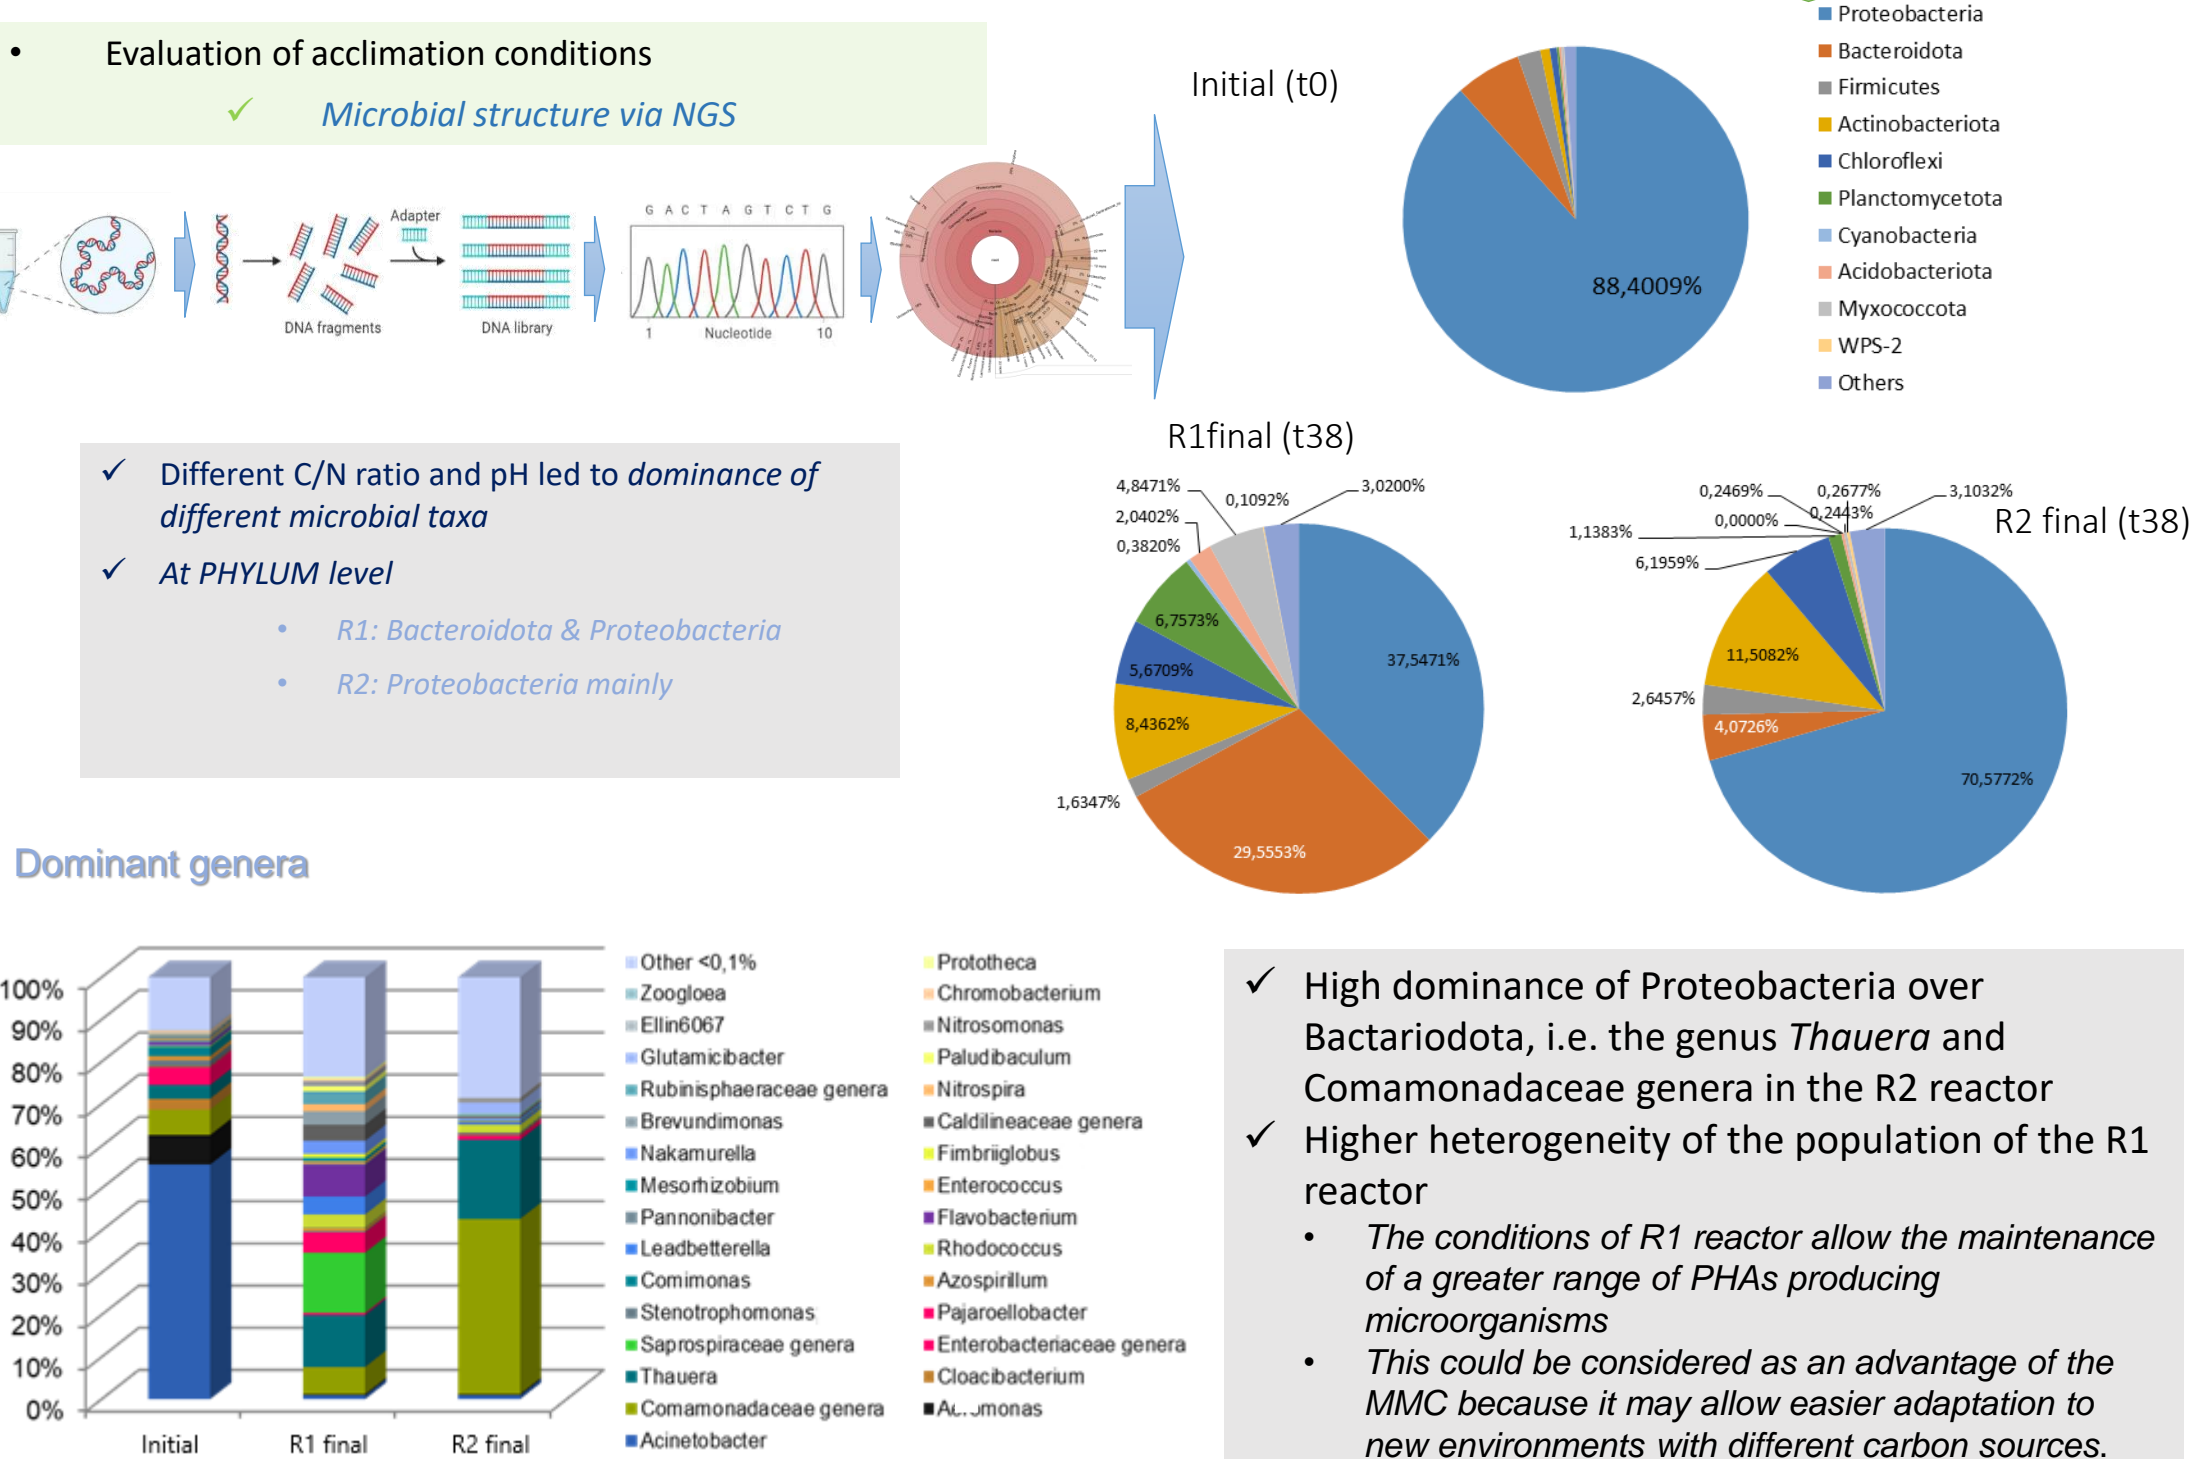 • Evaluation of acclimation conditions
✓ Microbial structure via NGS
Adapter
DNA fragments
DNA library
G A C T A G T C T G
1 Nucleotide 10
Initial (t0)
88,4009%
Proteobacteria
Bacteroidota
Firmicutes
Actinobacteriota
Chloroflexi
Planctomycetota
Cyanobacteria
Acidobacteriota
Myxococcota
WPS-2
Others
✓ Different C/N ratio and pH led to dominance of
different microbial taxa
✓ At PHYLUM level
• R1: Bacteroidota & Proteobacteria
• R2: Proteobacteria mainly
R1final (t38)
4,8471%
0,1092%
3,0200%
2,0402%
0,3820%
6,7573%
5,6709%
8,4362%
1,6347%
29,5553%
37,5471%
R2 final (t38)
0,2469%
0,2677%
3,1032%
0,0000%
0,2443%
1,1383%
6,1959%
11,5082%
2,6457%
4,0726%
70,5772%
Dominant genera
100%
90%
80%
70%
60%
50%
40%
30%
20%
10%
0%
Initial
R1 final
R2 final
Other <0,1%
Prototheca
Zoogloea
Chromobacterium
Ellin6067
Nitrosomonas
Glutamicibacter
Paludibaculum
Rubinisphaeraceae genera
Nitrospira
Brevundimonas
Caldilineaceae genera
Nakamurella
Fimbriiglobus
Mesorhizobium
Enterococcus
Pannonibacter
Flavobacterium
Leadbetterella
Rhodococcus
Comimonas
Azospirillum
Stenotrophomonas
Pajaroellobacter
Saprospiraceae genera
Enterobacteriaceae genera
Thauera
Cloacibacterium
Comamonadaceae genera
Acinetobacter
✓ High dominance of Proteobacteria over
Bactariodota, i.e. the genus Thauera and
Comamonadaceae genera in the R2 reactor
✓ Higher heterogeneity of the population of the R1
reactor
• The conditions of R1 reactor allow the maintenance
of a greater range of PHAs producing
microorganisms
• This could be considered as an advantage of the
MMC because it may allow easier adaptation to
new environments with different carbon sources.